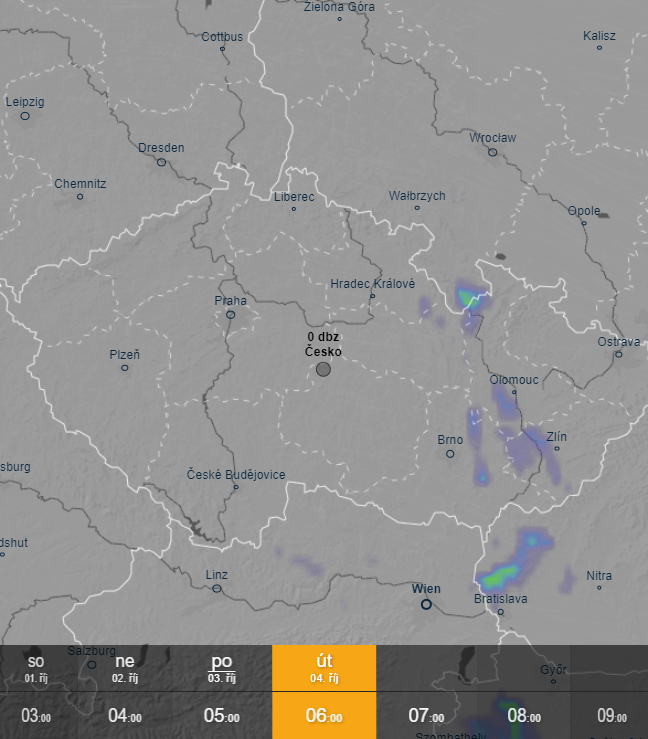 Zielona Góra
Cottbus
Kalisz
Leipzig
Dresden
Wrocław
Chemnitz
Liberec
Wałbrzych
Opole
Hradec Králové
Praha
0 dbz
Česko
Ostrava
Plzeň
Olomouc
Brno
Zlín
sburg
České Budějovice
dshut
Linz
Nitra
Wien
Bratislava
Salzburg
so
ne
po
út
01. říj
02. říj
03. říj
04. říj
Győr
03:00
04:00
05:00
06:00
07:00
08:00
09:00
Szombathely